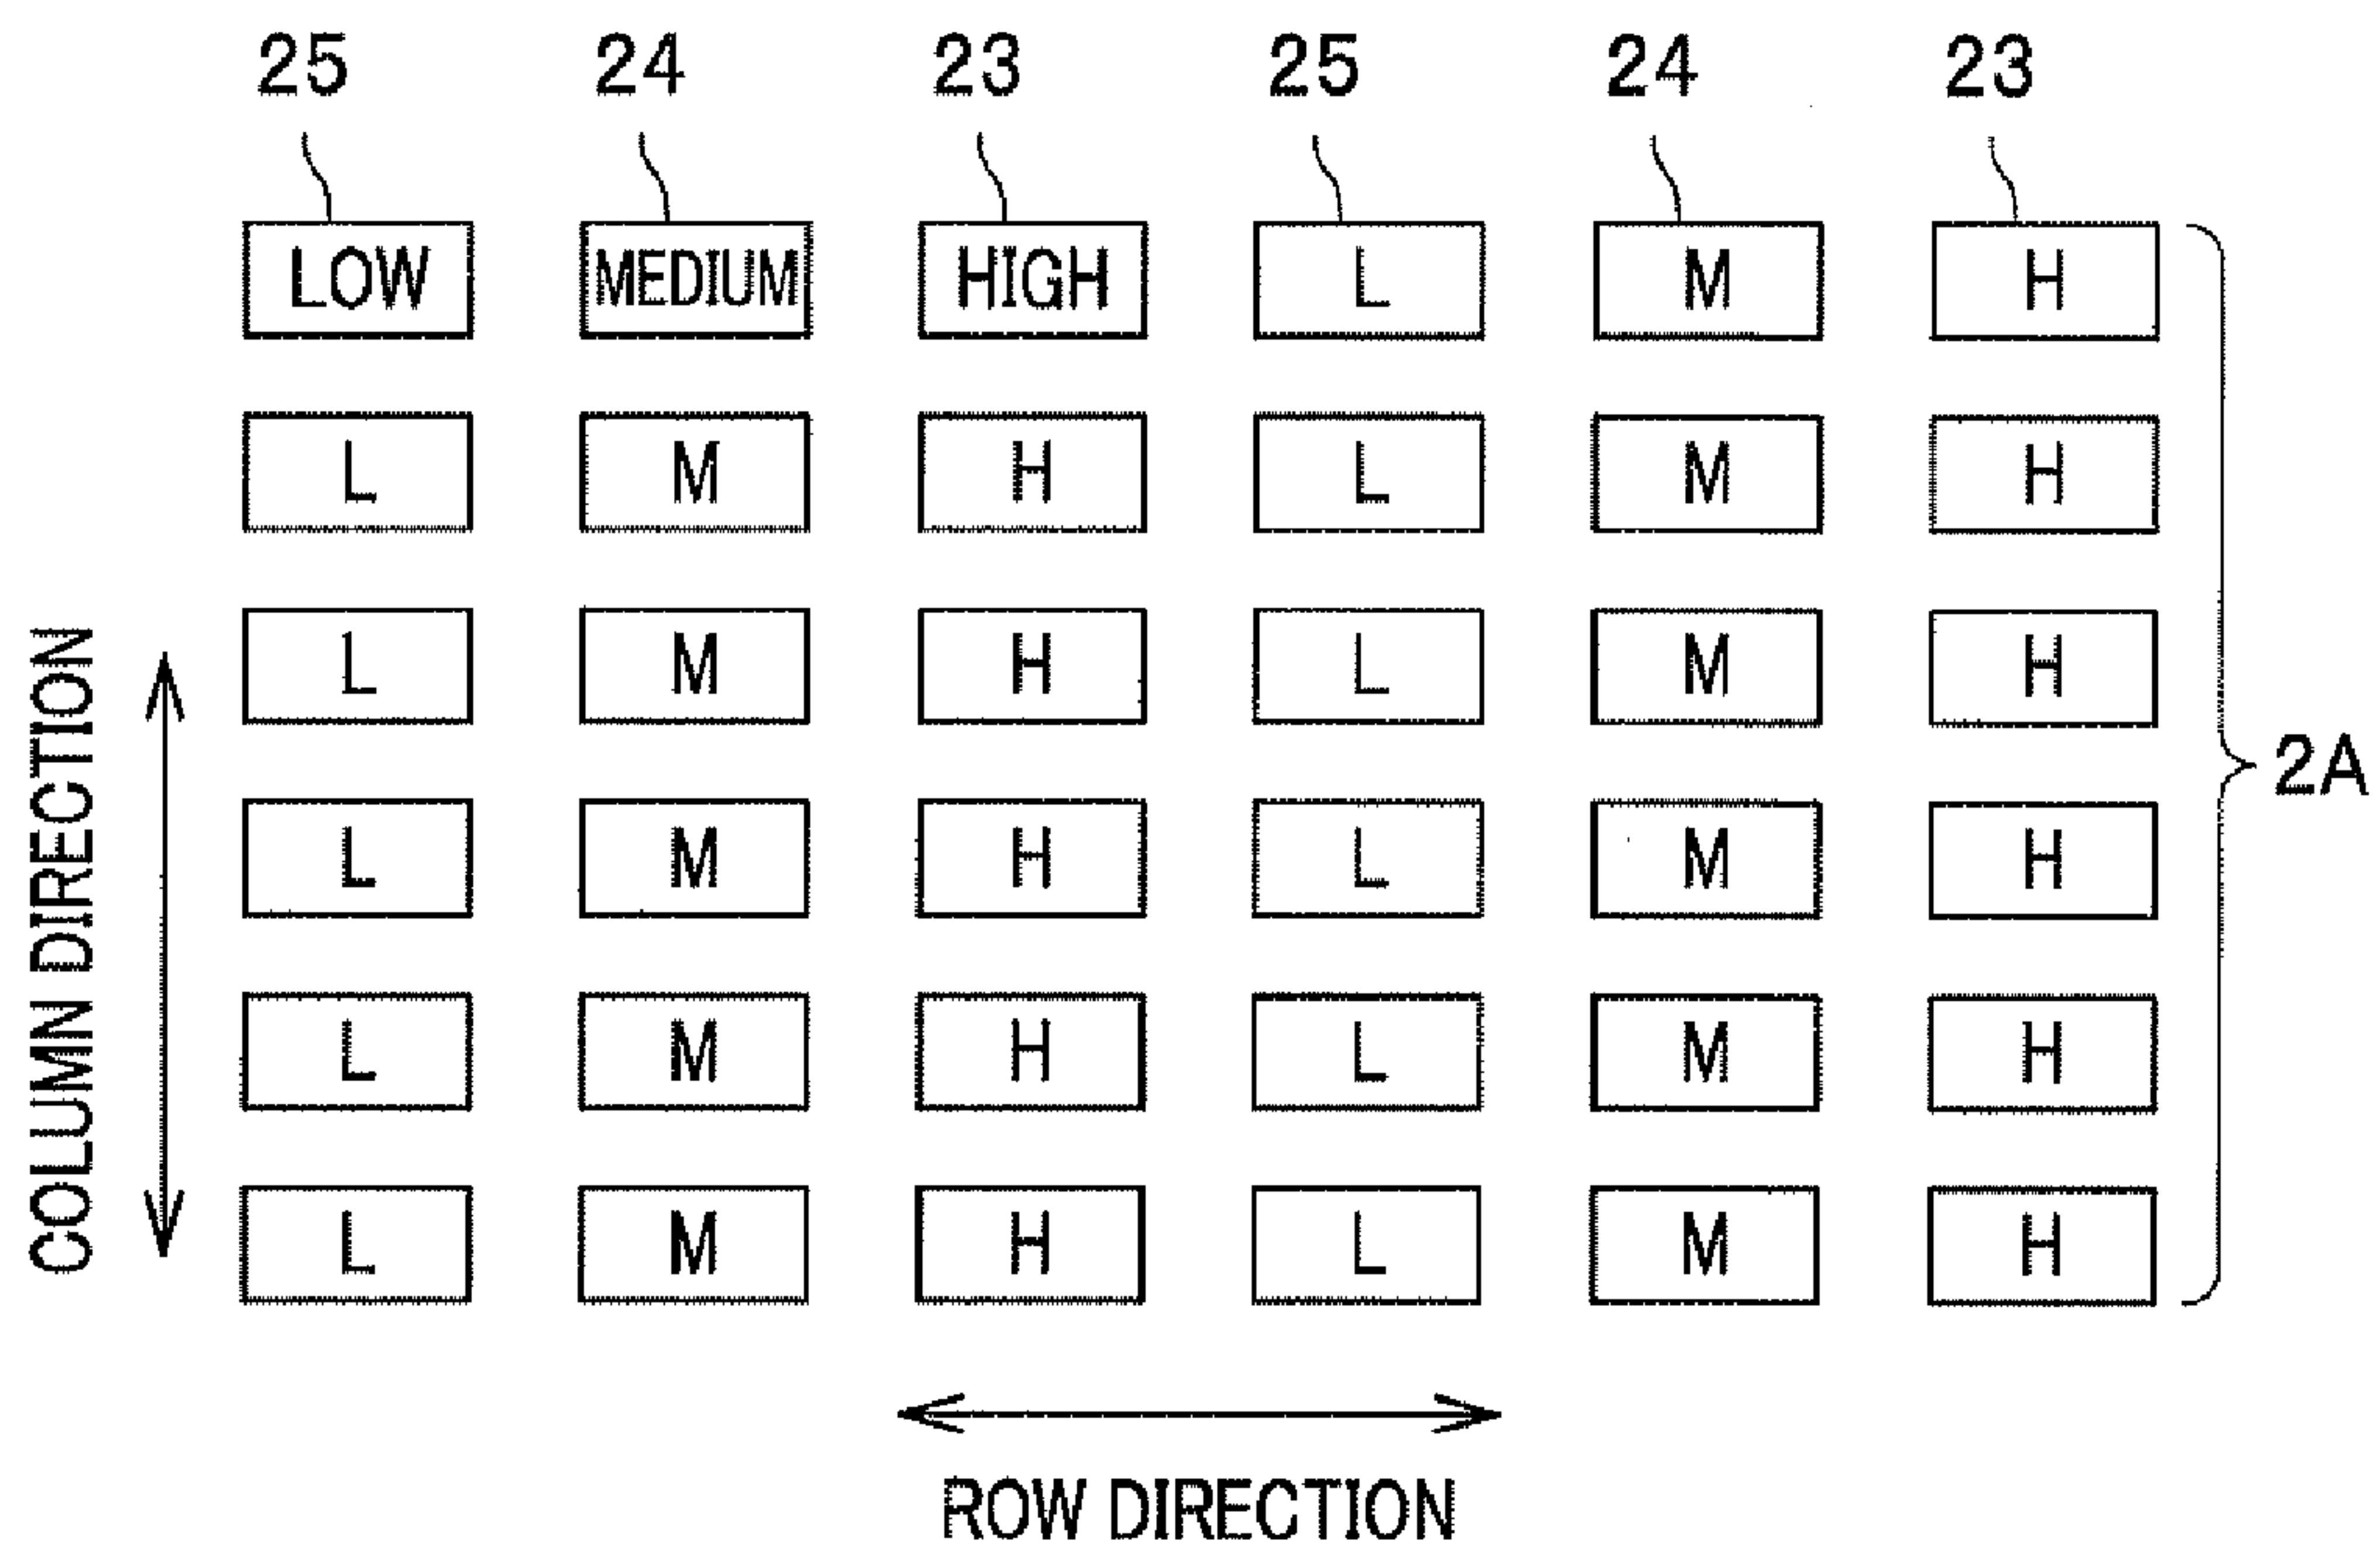 25 24 23 25 24 23
LOW MEDIUM HIGH L M H
L M H L M H
L M H L M H
L M H L M H
L M H L M H
L M H L M H
COLUMN DIRECTION
2A
ROW DIRECTION